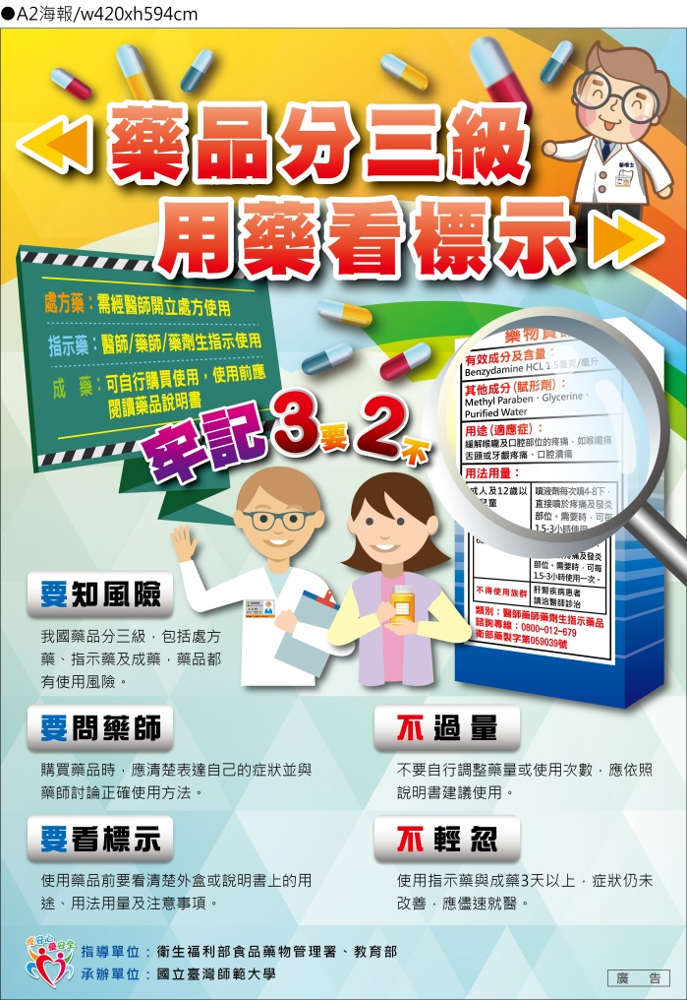 ●A2海報/w420xh594cm
藥品分三級
用藥看標示
處方藥：需經醫師開立處方使用
指示藥：醫師/藥師/藥劑生指示使用
成 藥：可自行購買使用，使用前應
閱讀藥品說明書
牢記3要2不
藥物資
有效成分及含量：
Benzydamine HCL 1.5毫克/毫升
其他成分(賦形劑)：
Methyl Paraben、Glycerine、
Purified Water
用途(適應症)：
緩解喉嚨及口腔部位的疼痛，如喉嚨痛
舌頭或牙齦疼痛、口腔潰瘍
用法用量：
成人及12歲以
兒童
噴液劑每次噴4-8下，
直接噴於疼痛及發炎
部位。需要時，可每
1.5-3小時使用
疼痛及發炎
部位。需要時，可每
1.5-3小時使用一次。
不得使用族群
肝腎疾病患者
請洽醫師診治
類別：醫師藥師藥劑生指示藥品
諮詢專線：0800-012-679
衛部藥製字第059039號
要知風險
我國藥品分三級，包括處方
藥、指示藥及成藥，藥品都
有使用風險。
要問藥師
購買藥品時，應清楚表達自己的症狀並與
藥師討論正確使用方法。
要看標示
使用藥品前要看清楚外盒或說明書上的用
途、用法用量及注意事項。
不過量
不要自行調整藥量或使用次數，應依照
說明書建議使用。
不輕忽
使用指示藥與成藥3天以上，症狀仍未
改善，應儘速就醫。
吃安心
藥安全
指導單位：衛生福利部食品藥物管理署、教育部
承辦單位：國立臺灣師範大學
廣 告